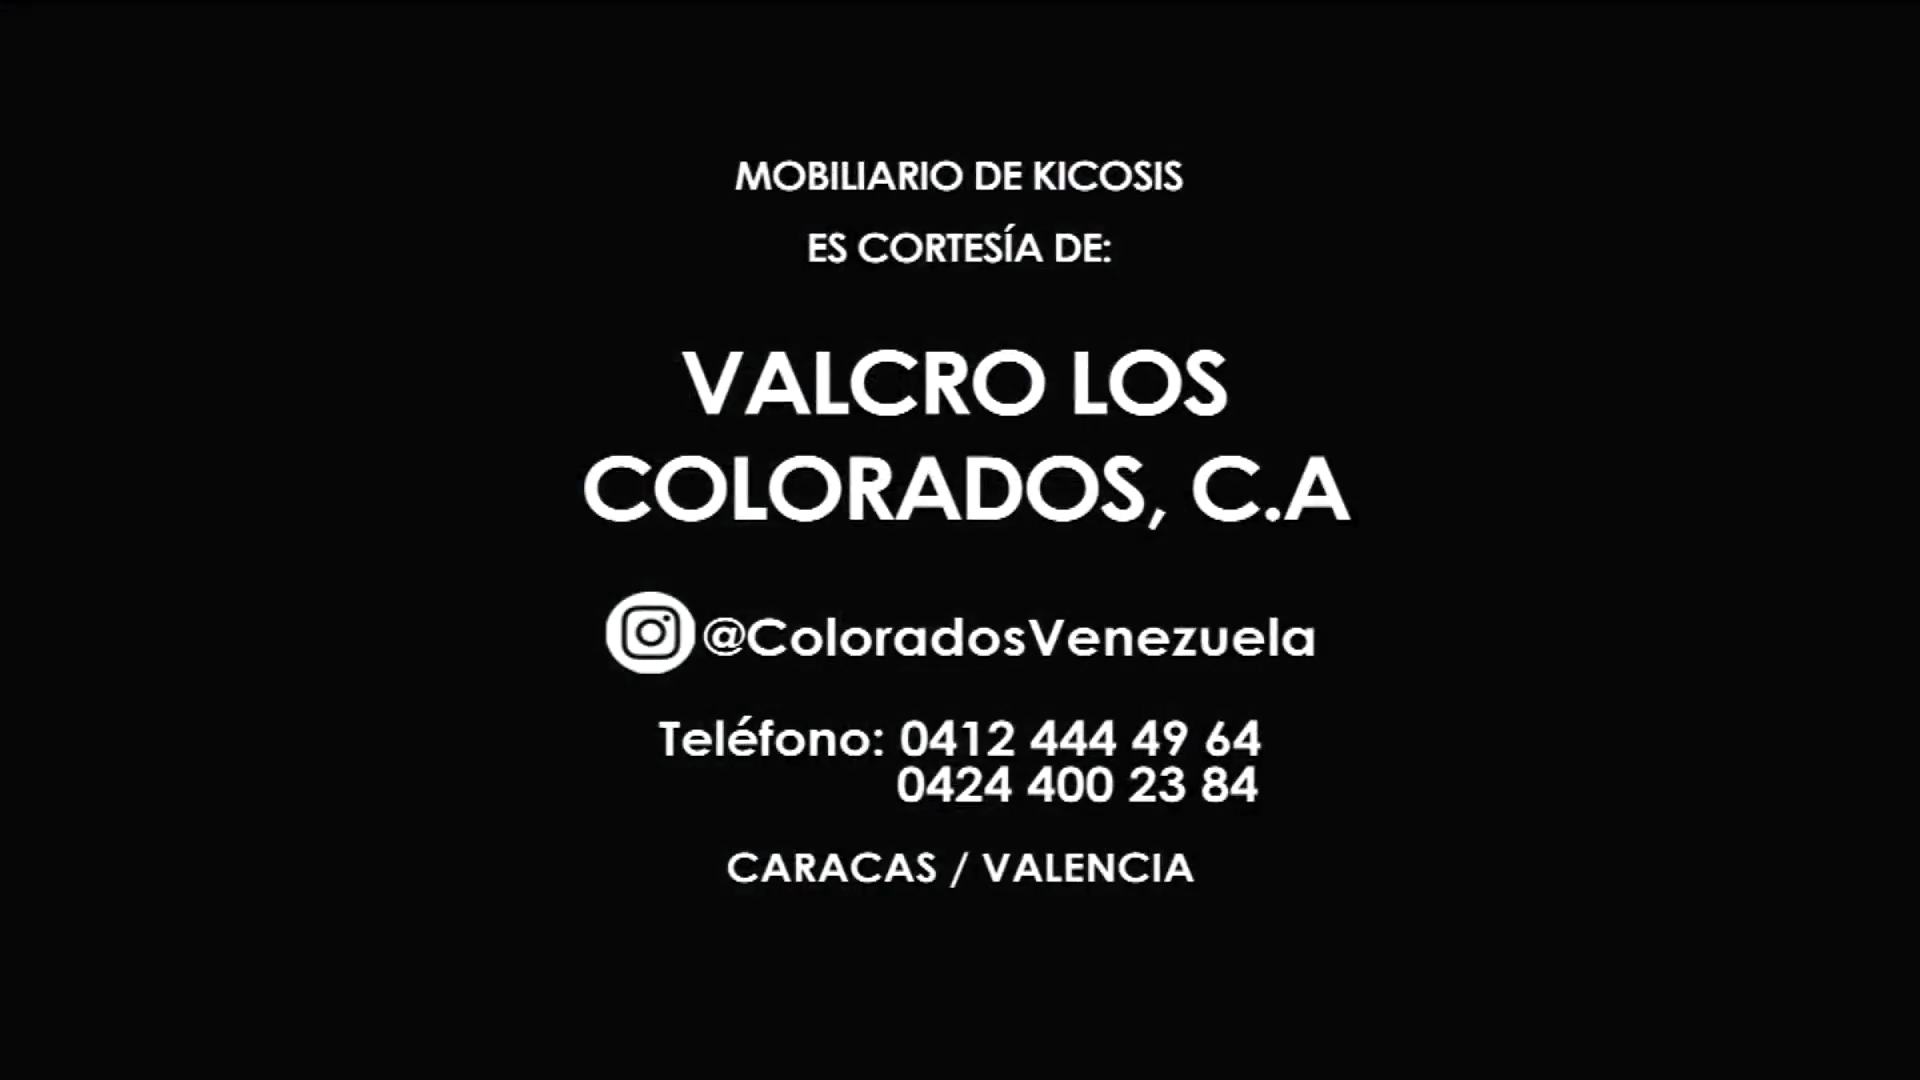 MOBILIARIO DE KICOSIS
ES CORTESÍA DE:
VALCRO LOS
COLORADOS, C.A
@ColoradosVenezuela
Teléfono: 0412 444 49 64
0424 400 23 84
CARACAS / VALENCIA